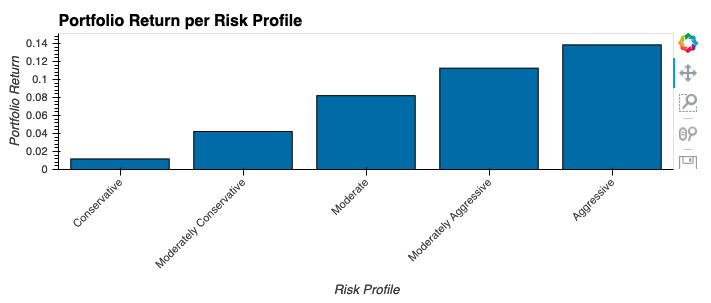 Portfolio Return per Risk Profile
Portfolio Return
0.14
0.12
0.1
0.08
0.06
0.04
0.02
0
Conservative
Moderately Conservative
Moderate
Moderately Aggressive
Aggressive
Risk Profile